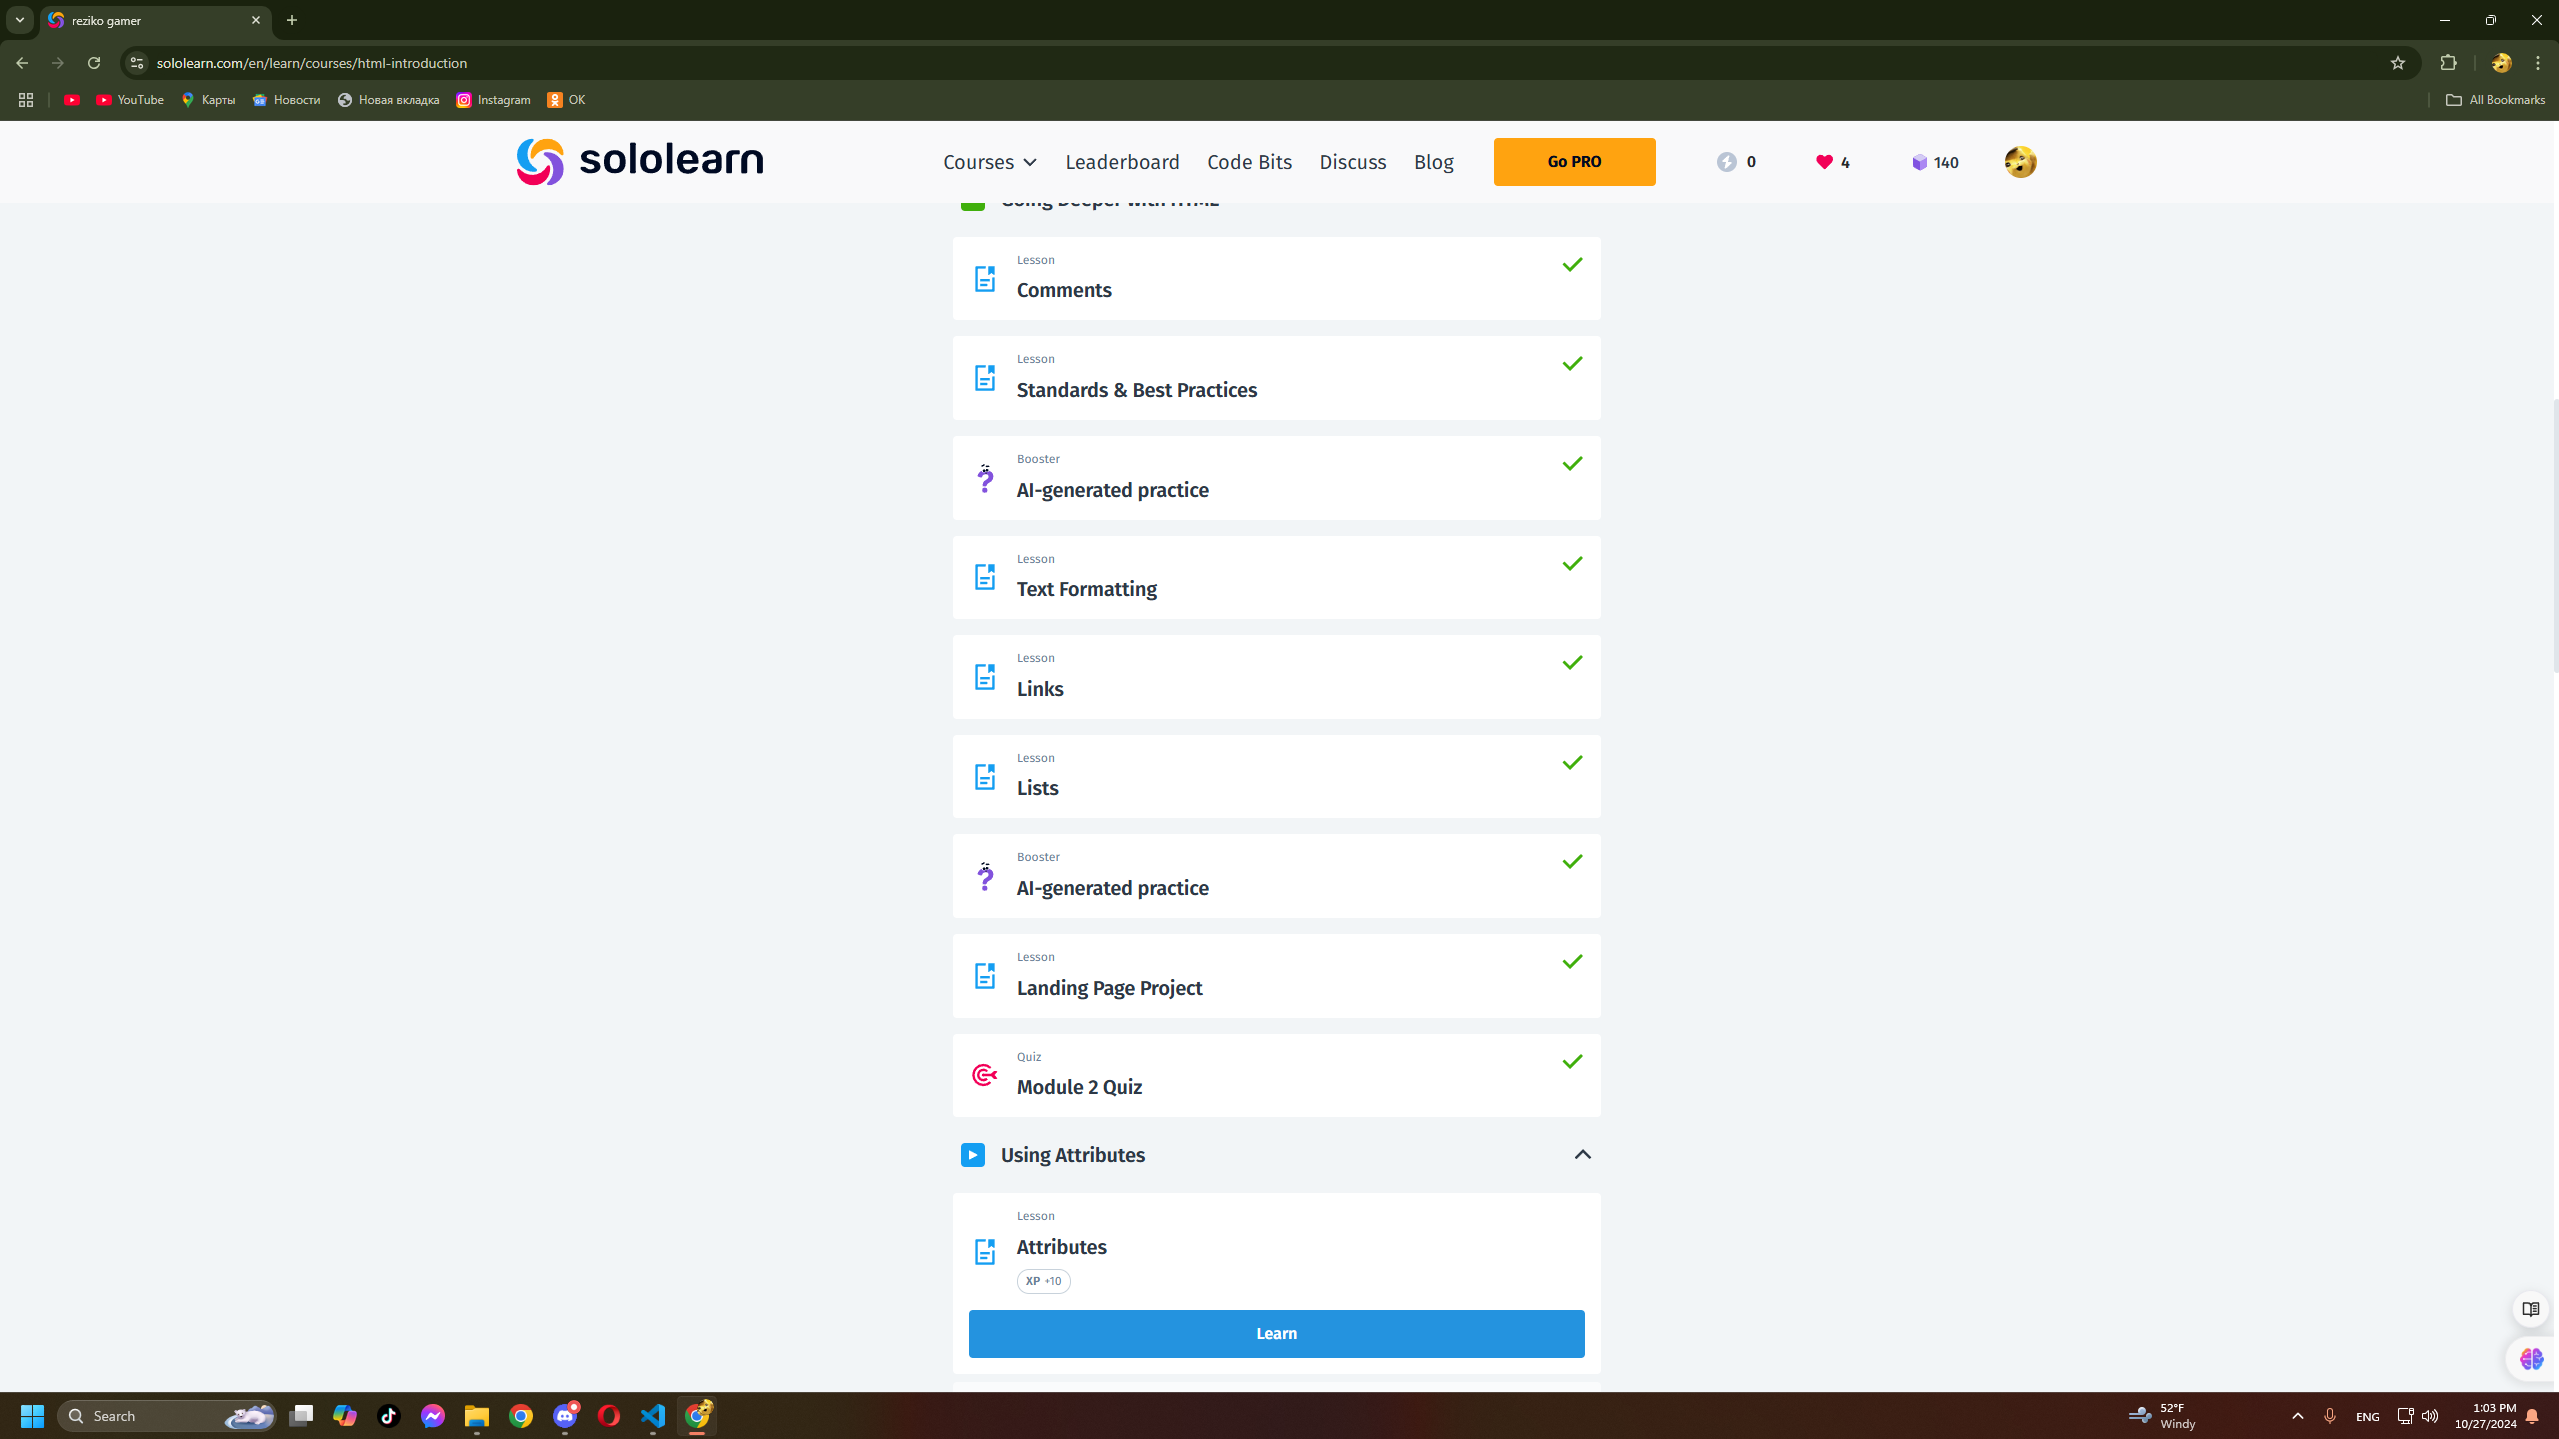 reziko gamer
sololearn.com/en/learn/courses/html-introduction
YouTube
Карты
Новости
Новая вкладка
Instagram
OK
All Bookmarks
sololearn
Courses
Leaderboard
Code Bits
Discuss
Blog
Go PRO
0
4
140
Going Deeper with HTML
Lesson
Comments
Lesson
Standards & Best Practices
Booster
AI-generated practice
Lesson
Text Formatting
Lesson
Links
Lesson
Lists
Booster
AI-generated practice
Lesson
Landing Page Project
Quiz
Module 2 Quiz
Using Attributes
Lesson
Attributes
XP +10
Learn
Search
52°F
Windy
ENG
1:03 PM
10/27/2024